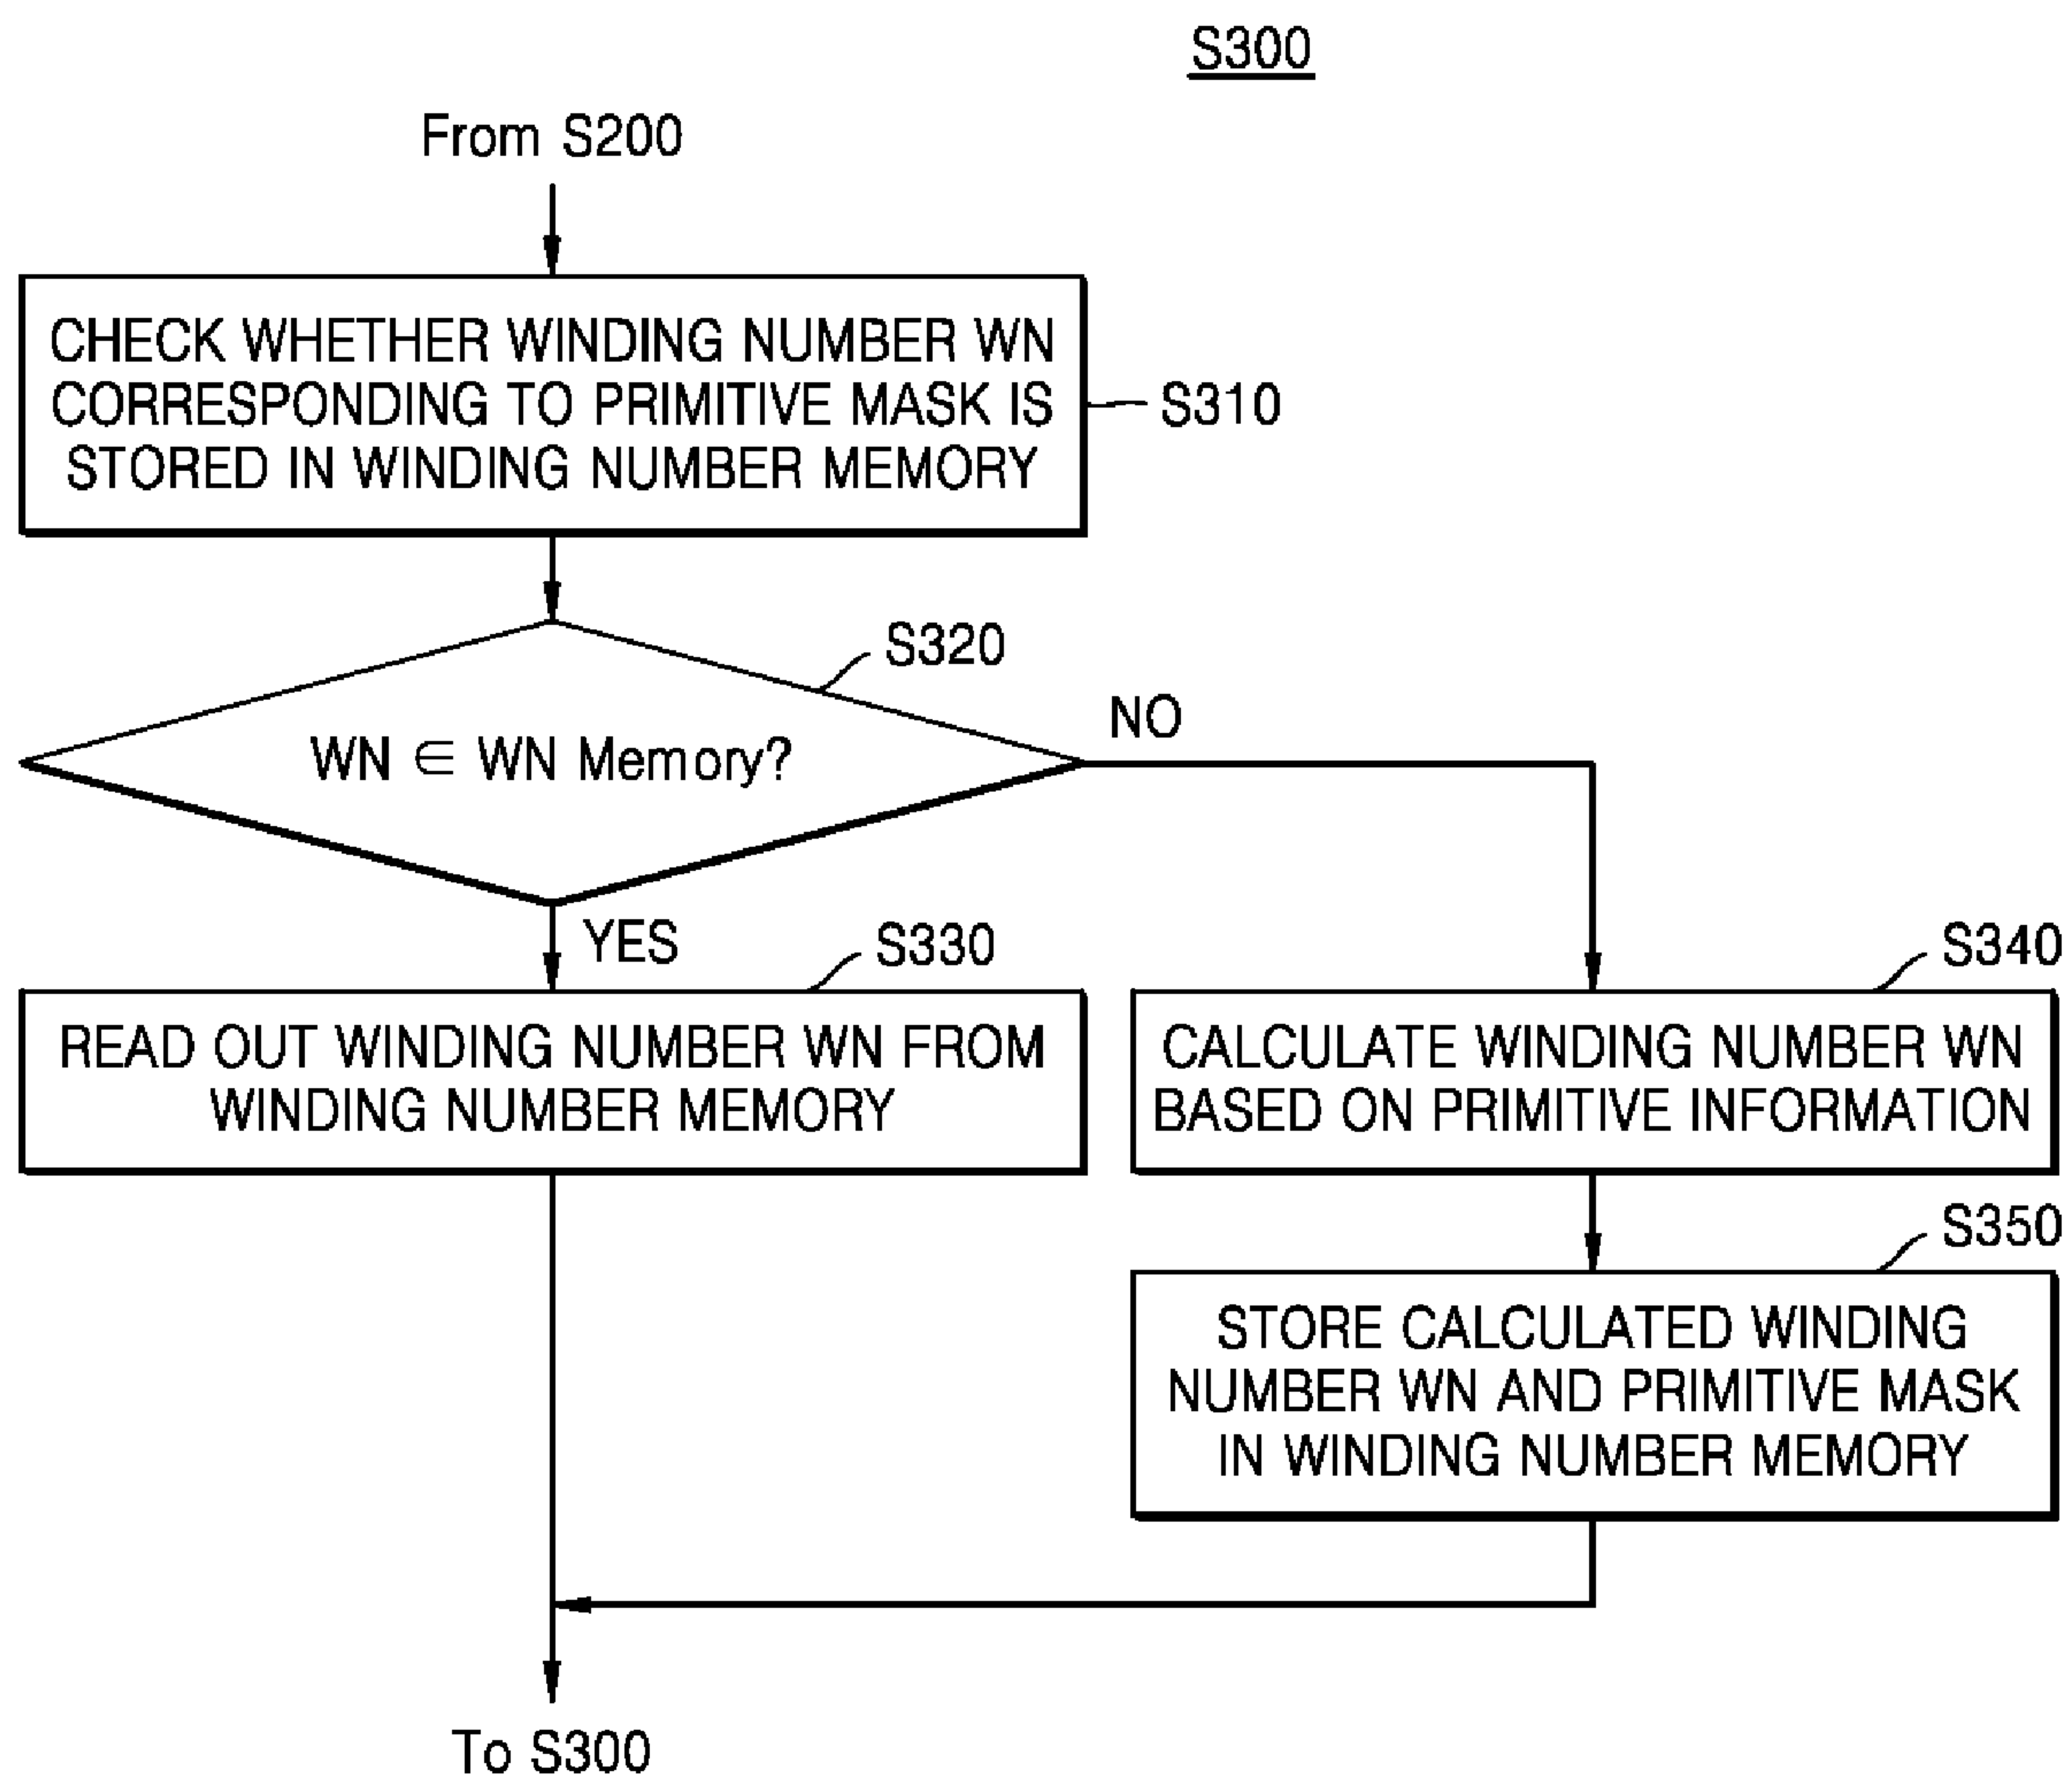 S300
From S200
CHECK WHETHER WINDING NUMBER WN
CORRESPONDING TO PRIMITIVE MASK IS
STORED IN WINDING NUMBER MEMORY
S310
S320
WN ∈ WN Memory?
NO
YES
S330
READ OUT WINDING NUMBER WN FROM
WINDING NUMBER MEMORY
S340
CALCULATE WINDING NUMBER WN
BASED ON PRIMITIVE INFORMATION
S350
STORE CALCULATED WINDING
NUMBER WN AND PRIMITIVE MASK
IN WINDING NUMBER MEMORY
To S300